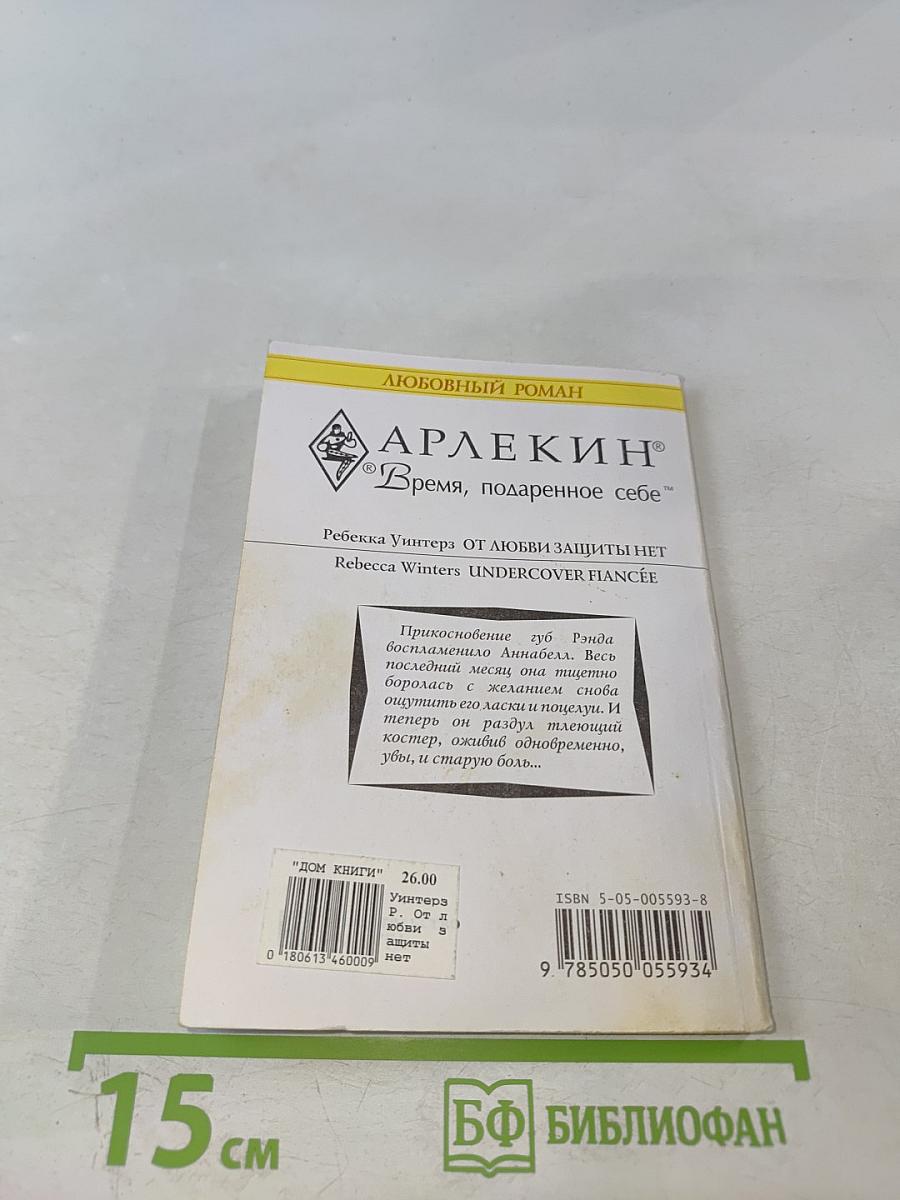 ЛЮБОВНЫЙ РОМАН
АРЛЕКИН®
® Время, подаренное себе™
Ребекка Уинтерз ОТ ЛЮБВИ ЗАЩИТЫ НЕТ
Rebecca Winters UNDERCOVER FIANCÉE
Прикосновение губ Рэнда
воспламенило Аннабелл. Весь
последний месяц она тщетно
боролась с желанием снова
ощутить его ласки и поцелуи. И
теперь он раздул тлеющий
костер, оживив одновременно,
увы, и старую боль...
"ДОМ КНИГИ" 26.00
Уинтерз
Р. От л
юбви з
ащиты
нет
0 180613 460009
ISBN 5-05-005593-8
9 785050 055934
15 см
БФ БИБЛИОФАН